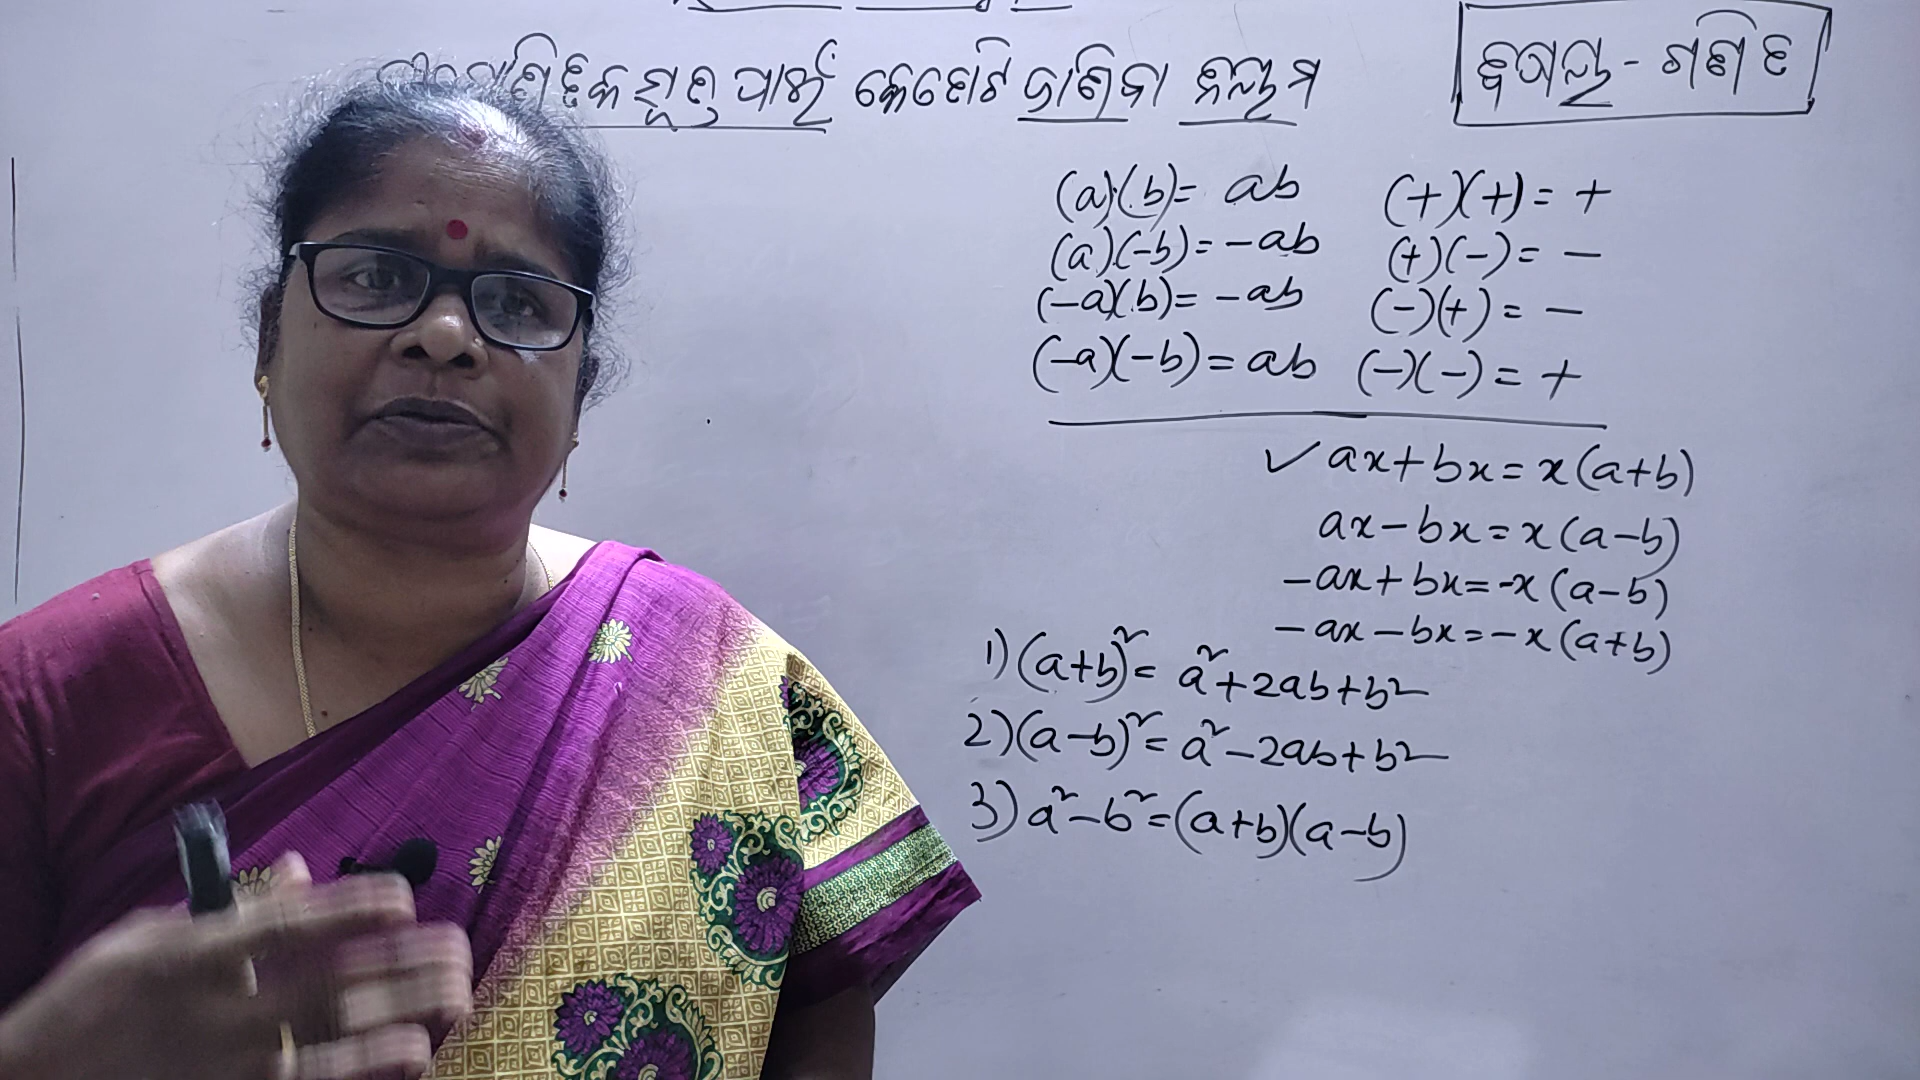 ସୂତ୍ର ପାଇଁ କେତୋଟି ଜାଣିବା
ଗଣିତ
(a)(b)= ab (+)(+)= +
(a)(-b)= -ab (+)(-)= -
(-a)(b)= -ab (-)(+)= -
(-a)(-b)= ab (-)(-)= +
✓ ax+bx= x(a+b)
ax-bx= x(a-b)
-ax+bx=-x(a-b)
-ax-bx=-x(a+b)
1) (a+b)²= a²+2ab+b²
2) (a-b)²= a²-2ab+b²
3) a²-b²=(a+b)(a-b)